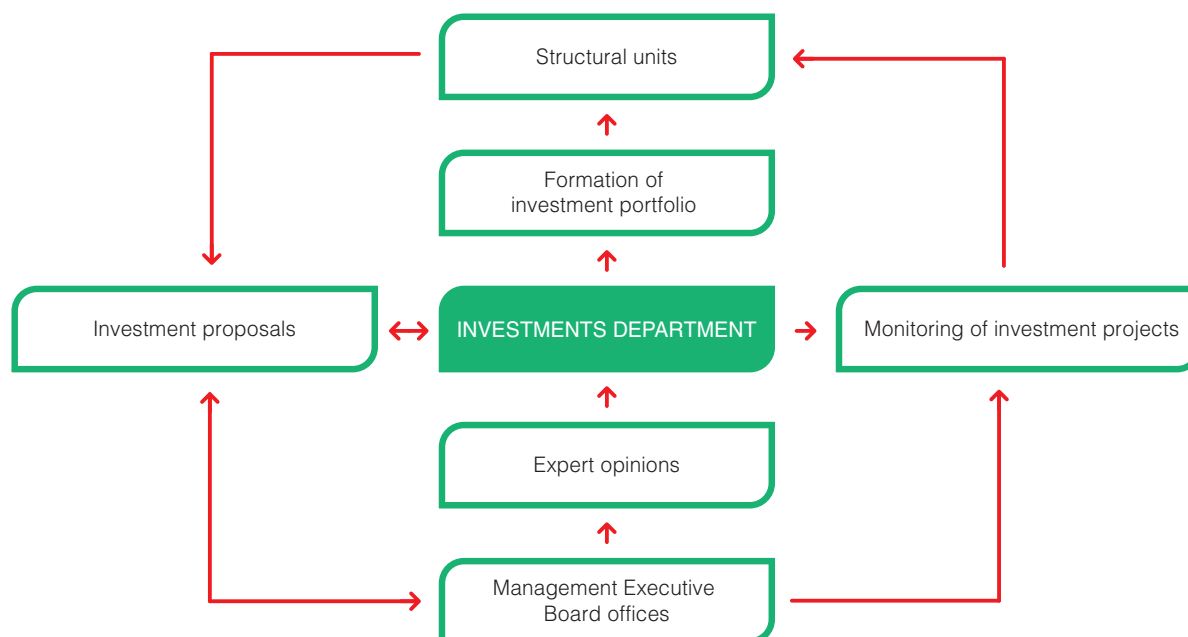 Structural units
Formation of
investment portfolio
Investment proposals
INVESTMENTS DEPARTMENT
Monitoring of investment projects
Expert opinions
Management Executive
Board offices